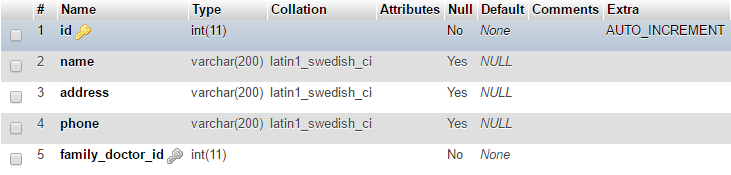 # Name Type Collation Attributes Null Default Comments Extra
1 id int(11) No None AUTO_INCREMENT
2 name varchar(200) latin1_swedish_ci Yes NULL
3 address varchar(200) latin1_swedish_ci Yes NULL
4 phone varchar(200) latin1_swedish_ci Yes NULL
5 family_doctor_id int(11) No None